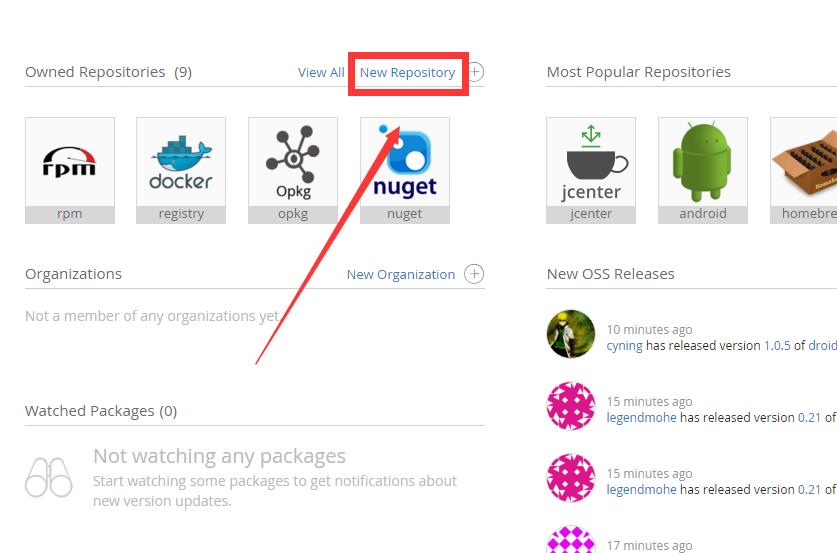 Owned Repositories (9)
View All
New Repository
rpm
docker
Opkg
nuget
rpm
registry
opkg
nuget
Organizations
New Organization
Not a member of any organizations yet.
Watched Packages (0)
Not watching any packages
Start watching some packages to get notifications about
new version updates.
Most Popular Repositories
jcenter
jcenter
android
homebre
New OSS Releases
10 minutes ago
cyning has released version 1.0.5 of droid
15 minutes ago
legendmohe has released version 0.21 of
15 minutes ago
legendmohe has released version 0.21 of
17 minutes ago